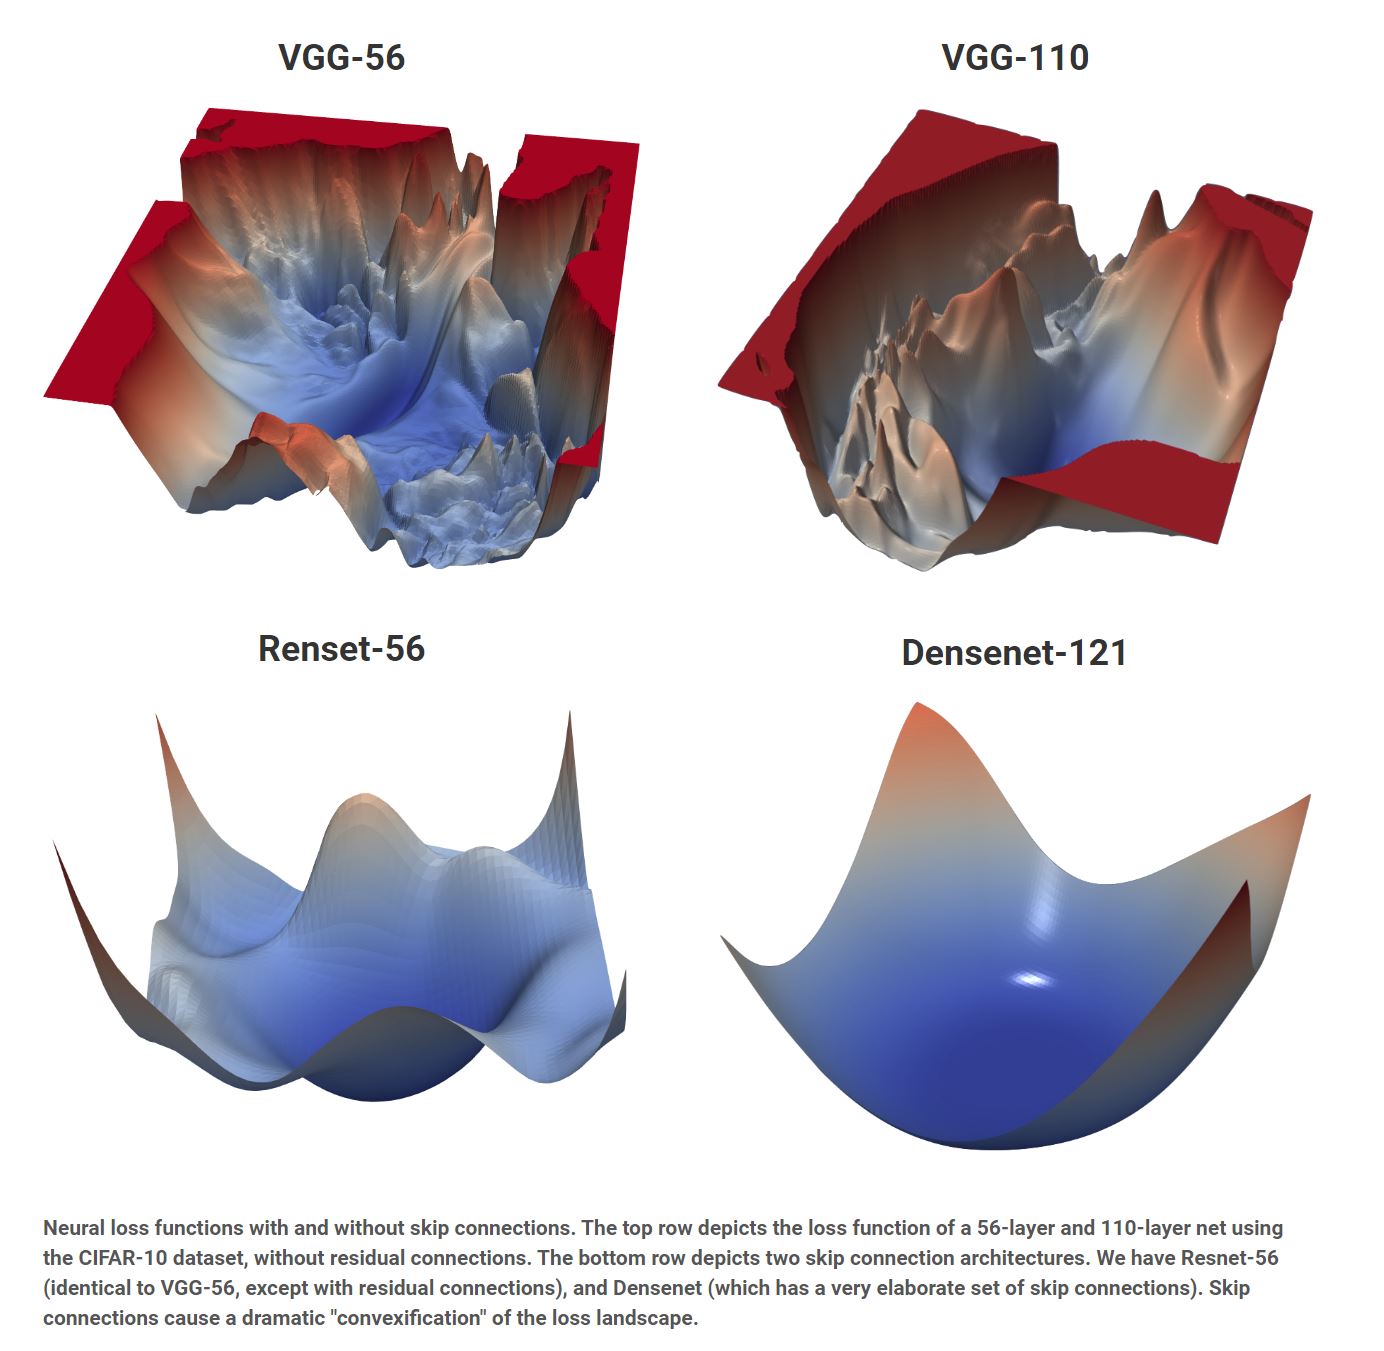 VGG-56
VGG-110
Renset-56
Densenet-121
Neural loss functions with and without skip connections. The top row depicts the loss function of a 56-layer and 110-layer net using
the CIFAR-10 dataset, without residual connections. The bottom row depicts two skip connection architectures. We have Resnet-56
(identical to VGG-56, except with residual connections), and Densenet (which has a very elaborate set of skip connections). Skip
connections cause a dramatic "convexification" of the loss landscape.